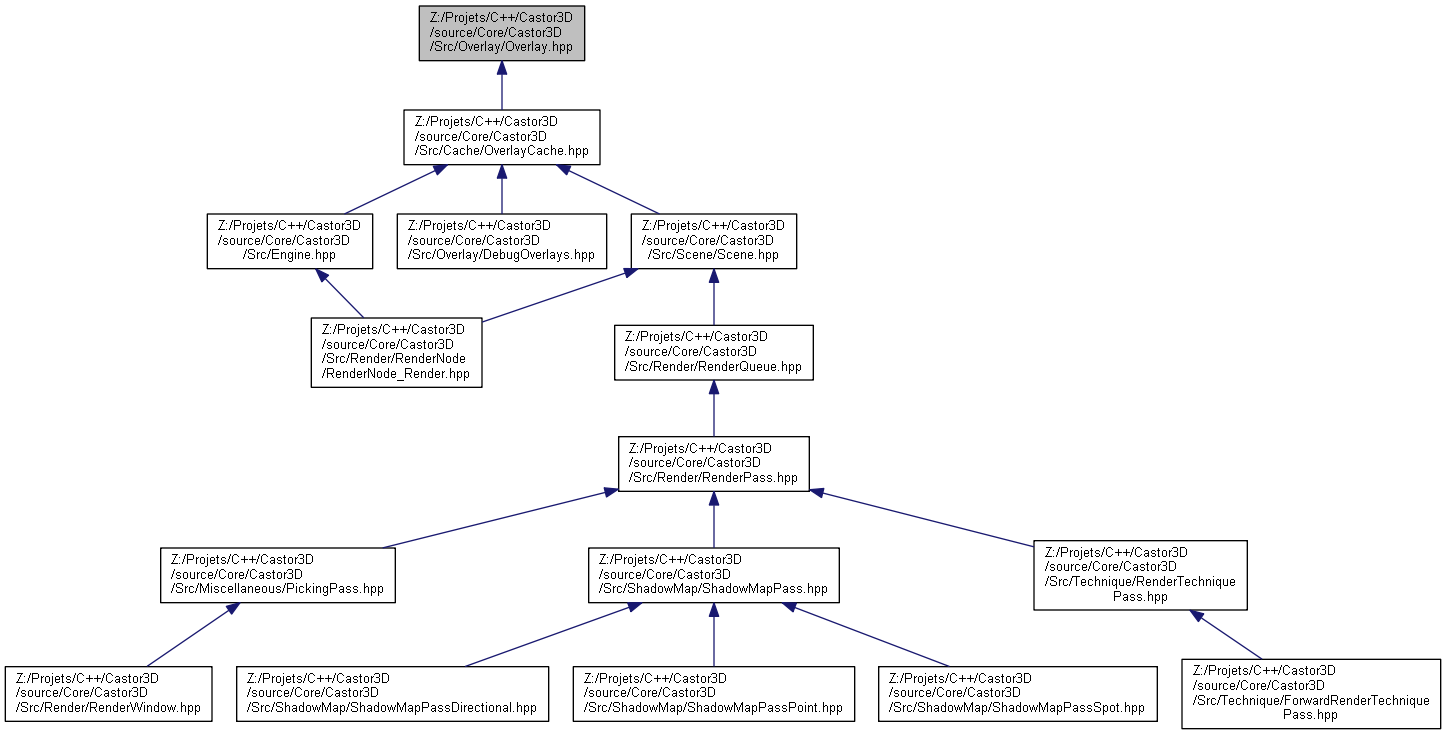 Z:/Projets/C++/Castor3D
/source/Core/Castor3D
/Src/Overlay/Overlay.hpp
Z:/Projets/C++/Castor3D
/source/Core/Castor3D
/Src/Cache/OverlayCache.hpp
Z:/Projets/C++/Castor3D
/source/Core/Castor3D
/Src/Engine.hpp
Z:/Projets/C++/Castor3D
/source/Core/Castor3D
/Src/Overlay/DebugOverlays.hpp
Z:/Projets/C++/Castor3D
/source/Core/Castor3D
/Src/Scene/Scene.hpp
Z:/Projets/C++/Castor3D
/source/Core/Castor3D
/Src/Render/RenderNode
/RenderNode_Render.hpp
Z:/Projets/C++/Castor3D
/source/Core/Castor3D
/Src/Render/RenderQueue.hpp
Z:/Projets/C++/Castor3D
/source/Core/Castor3D
/Src/Render/RenderPass.hpp
Z:/Projets/C++/Castor3D
/source/Core/Castor3D
/Src/Miscellaneous/PickingPass.hpp
Z:/Projets/C++/Castor3D
/source/Core/Castor3D
/Src/ShadowMap/ShadowMapPass.hpp
Z:/Projets/C++/Castor3D
/source/Core/Castor3D
/Src/Technique/RenderTechnique
Pass.hpp
Z:/Projets/C++/Castor3D
/source/Core/Castor3D
/Src/Render/RenderWindow.hpp
Z:/Projets/C++/Castor3D
/source/Core/Castor3D
/Src/ShadowMap/ShadowMapPassDirectional.hpp
Z:/Projets/C++/Castor3D
/source/Core/Castor3D
/Src/ShadowMap/ShadowMapPassPoint.hpp
Z:/Projets/C++/Castor3D
/source/Core/Castor3D
/Src/ShadowMap/ShadowMapPassSpot.hpp
Z:/Projets/C++/Castor3D
/source/Core/Castor3D
/Src/Technique/ForwardRenderTechnique
Pass.hpp